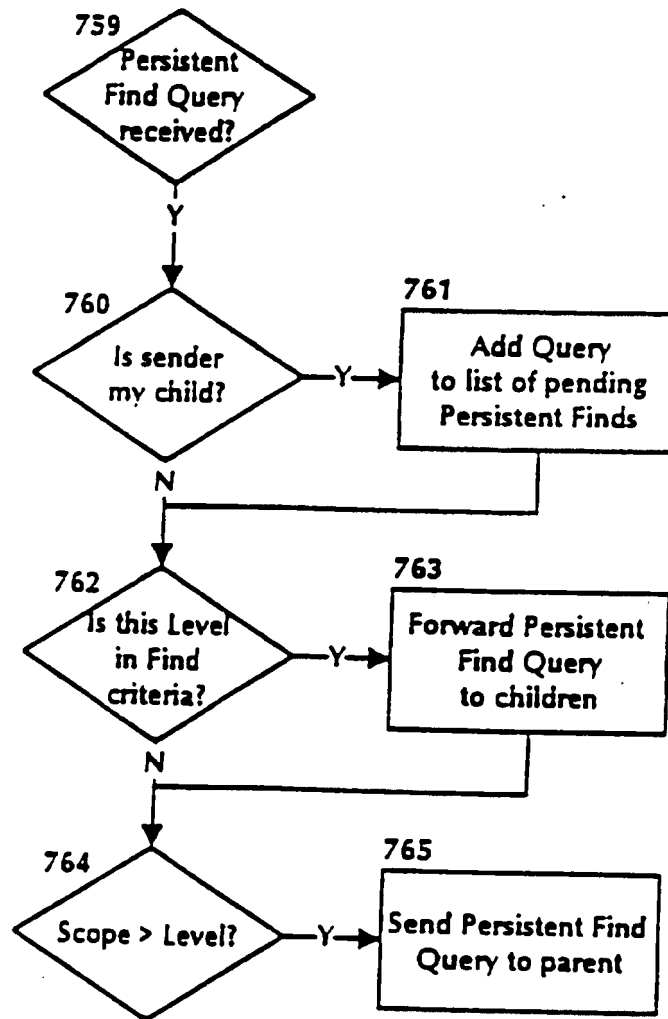 759
Persistent
Find Query
received?
Y
760
Is sender
my child?
Y
761
Add Query
to list of pending
Persistent Finds
N
762
Is this Level
in Find
criteria?
Y
763
Forward Persistent
Find Query
to children
N
764
Scope > Level?
Y
765
Send Persistent Find
Query to parent